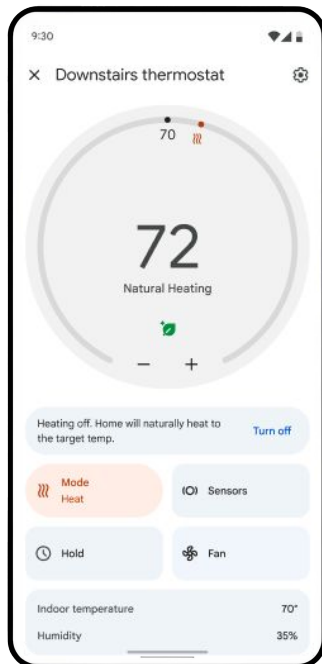 9:30
Downstairs thermostat
70
72
Natural Heating
Heating off. Home will naturally heat to
the target temp.
Turn off
Mode
Heat
Sensors
Hold
Fan
Indoor temperature 70°
Humidity 35%